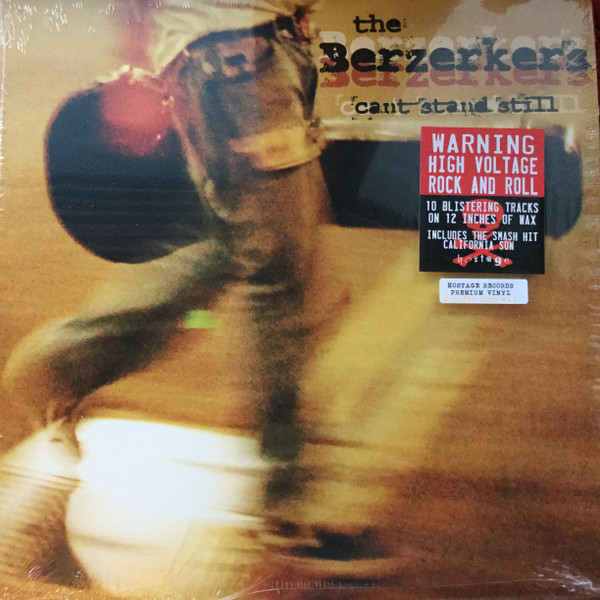 the
Berzerkers
cant stand still
WARNING
HIGH VOLTAGE
ROCK AND ROLL
10 BLISTERING TRACKS
ON 12 INCHES OF WAX
INCLUDES THE SMASH HIT
CALIFORNIA SON
hostage
HOSTAGE RECORDS
PREMIUM VINYL